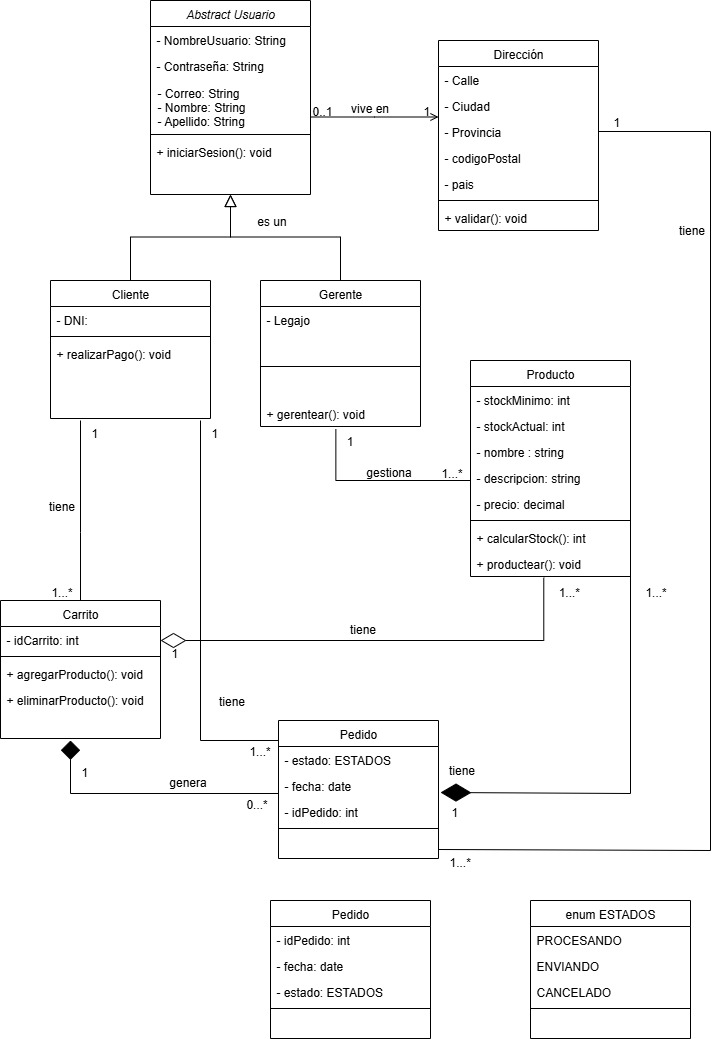 Abstract Usuario
- NombreUsuario: String
- Contraseña: String
- Correo: String
- Nombre: String
- Apellido: String
+ iniciarSesion(): void
0..1
vive en
1
Dirección
- Calle
- Ciudad
- Provincia
- codigoPostal
- pais
+ validar(): void
1
tiene
es un
Cliente
- DNI:
+ realizarPago(): void
Gerente
- Legajo
+ gerentear(): void
Producto
- stockMinimo: int
- stockActual: int
- nombre : string
- descripcion: string
- precio: decimal
+ calcularStock(): int
+ productear(): void
1
1
1
gestiona
1...*
tiene
1...*
1...*
1...*
Carrito
- idCarrito: int
+ agregarProducto(): void
+ eliminarProducto(): void
1
tiene
tiene
1...*
Pedido
- estado: ESTADOS
- fecha: date
- idPedido: int
1
genera
0...*
tiene
1
1...*
Pedido
- idPedido: int
- fecha: date
- estado: ESTADOS
enum ESTADOS
PROCESANDO
ENVIANDO
CANCELADO